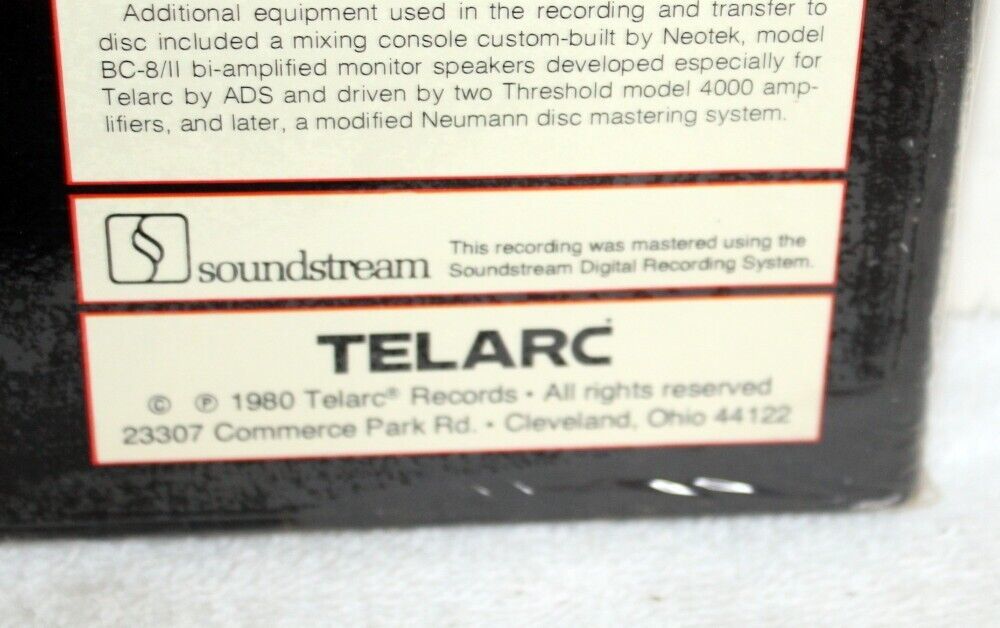 Additional equipment used in the recording and transfer to
disc included a mixing console custom-built by Neotek, model
BC-8/II bi-amplified monitor speakers developed especially for
Telarc by ADS and driven by two Threshold model 4000 amp-
lifiers, and later, a modified Neumann disc mastering system.
soundstream
This recording was mastered using the
Soundstream Digital Recording System.
TELARC
© ℗ 1980 Telarc® Records • All rights reserved
23307 Commerce Park Rd. • Cleveland, Ohio 44122